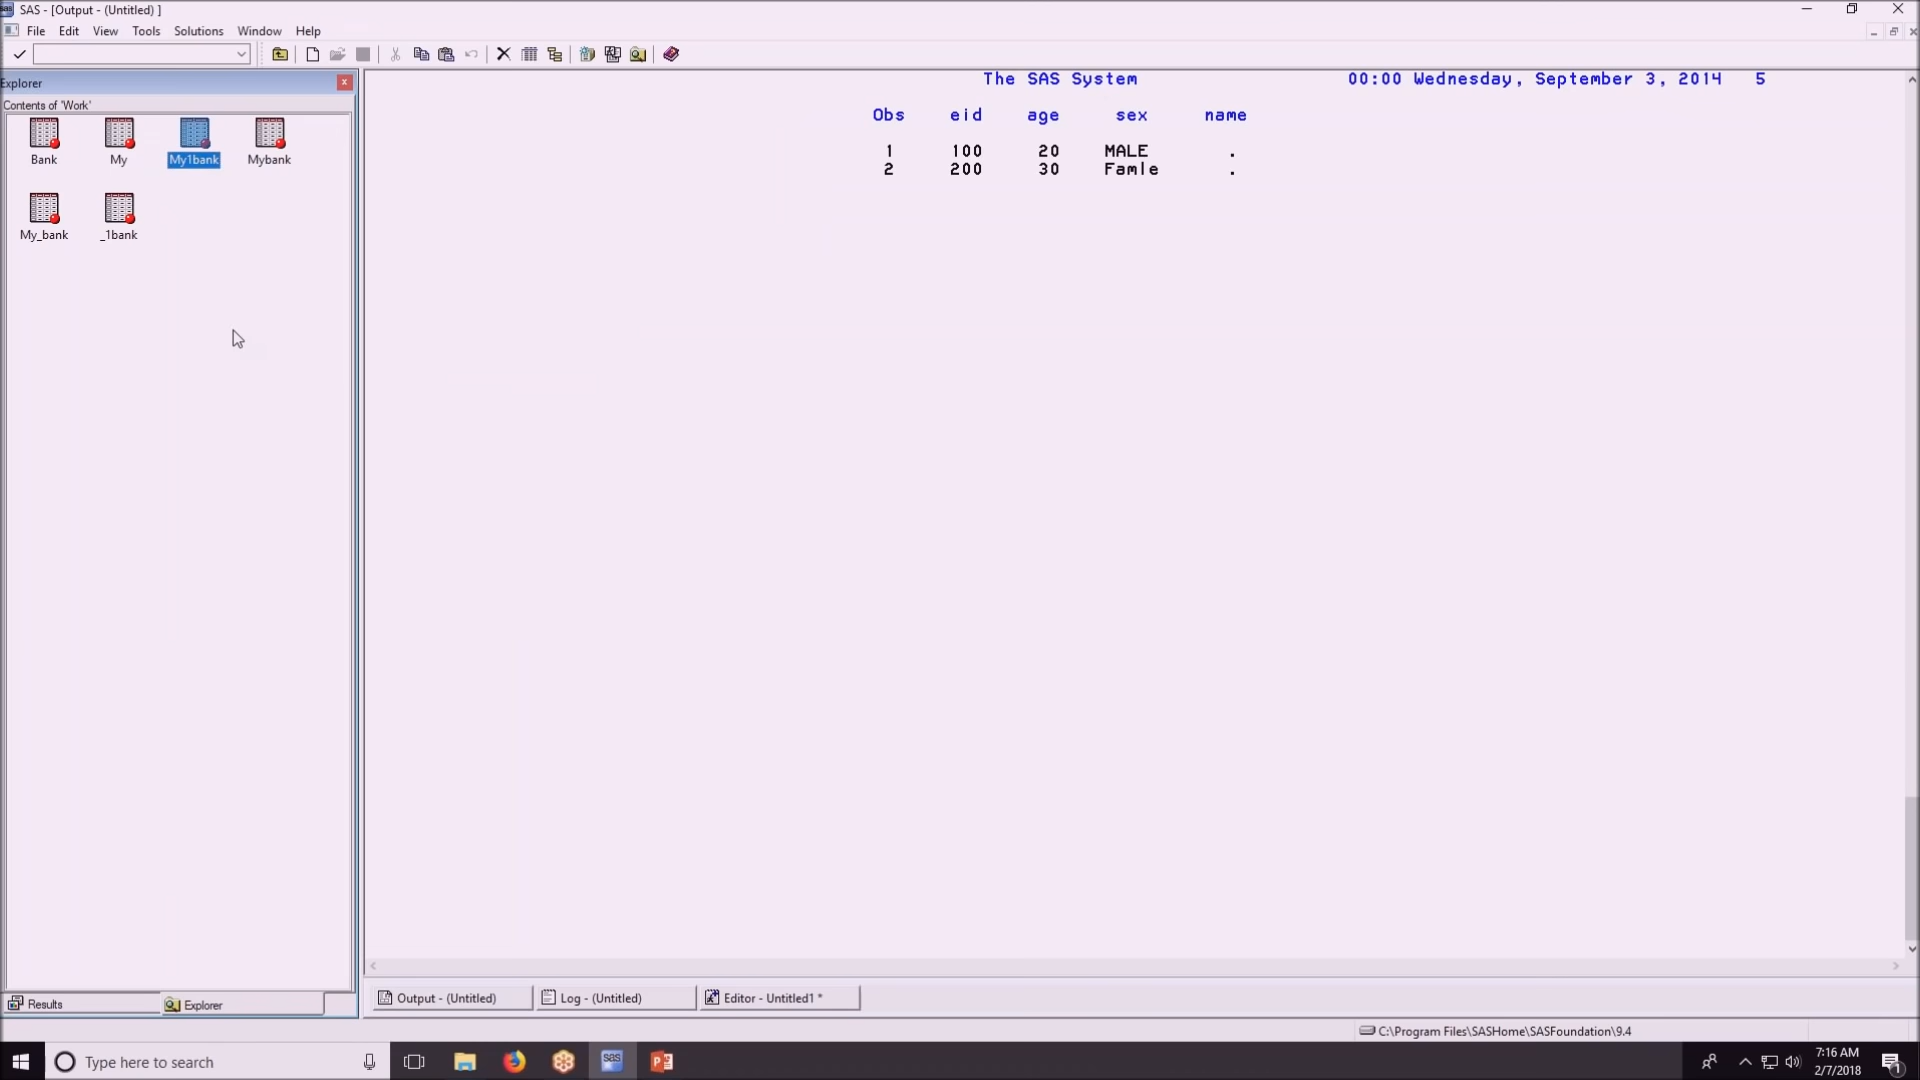 SAS - [Output - (Untitled) ]
File Edit View Tools Solutions Window Help
Explorer
Contents of 'Work'
Bank My My1bank Mybank
My_bank _1bank
The SAS System 00:00 Wednesday, September 3, 2014 5
Obs eid age sex name
1 100 20 MALE .
2 200 30 Famle .
Results Explorer
Output - (Untitled) Log - (Untitled) Editor - Untitled1 *
C:\Program Files\SASHome\SASFoundation\9.4
Type here to search
7:16 AM
2/7/2018